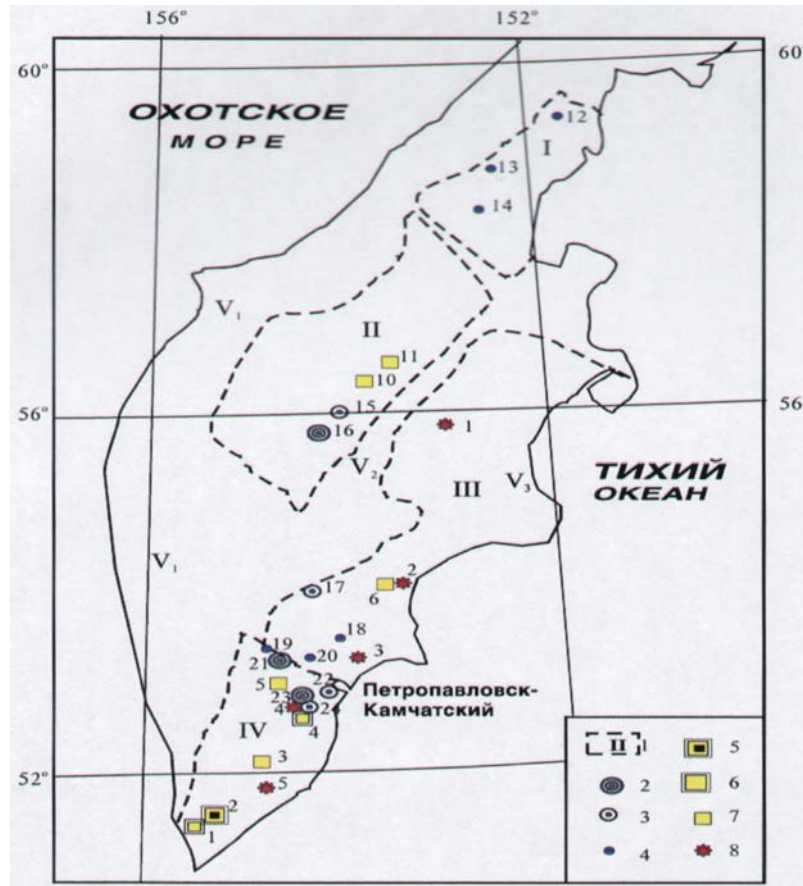 156° 152°
60° 60
ОХОТСКОЕ
МОРЕ
12
I
13
14
V₁
II
11
10
15
56° 56
16
1
V₂
III
V₃
ТИХИЙ
ОКЕАН
V₁
17
2
6
18
19
20
21
3
22
5
Петропавловск-
Камчатский
23
4 2
4
IV
3
52°
5
2
1
II 1 5
2 6
3 7
4 8